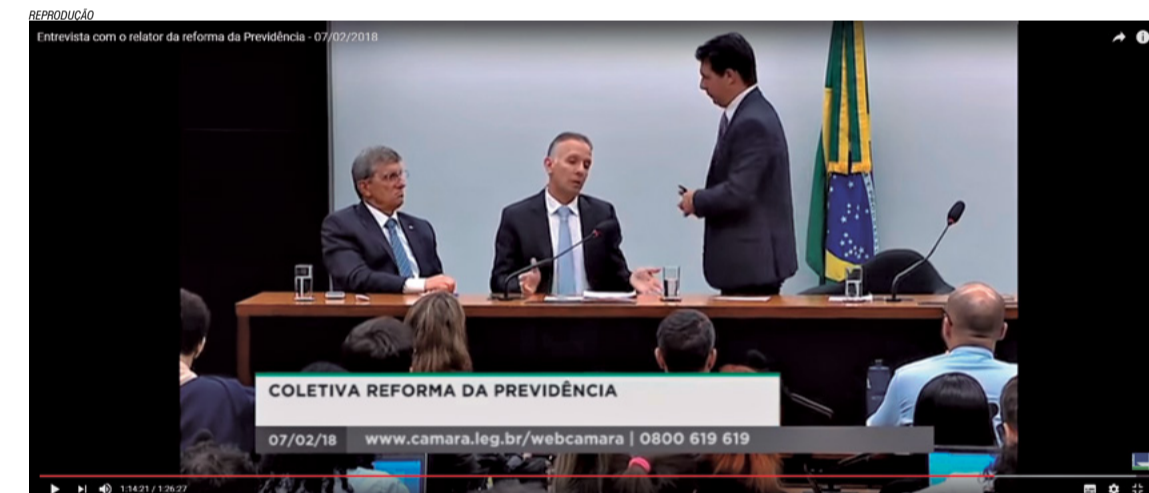 REPRODUÇÃO
Entrevista com o relator da reforma da Previdência - 07/02/2018
COLETIVA REFORMA DA PREVIDÊNCIA
07/02/18 www.camara.leg.br/webcamara | 0800 619 619
1:14:21 / 1:26:27